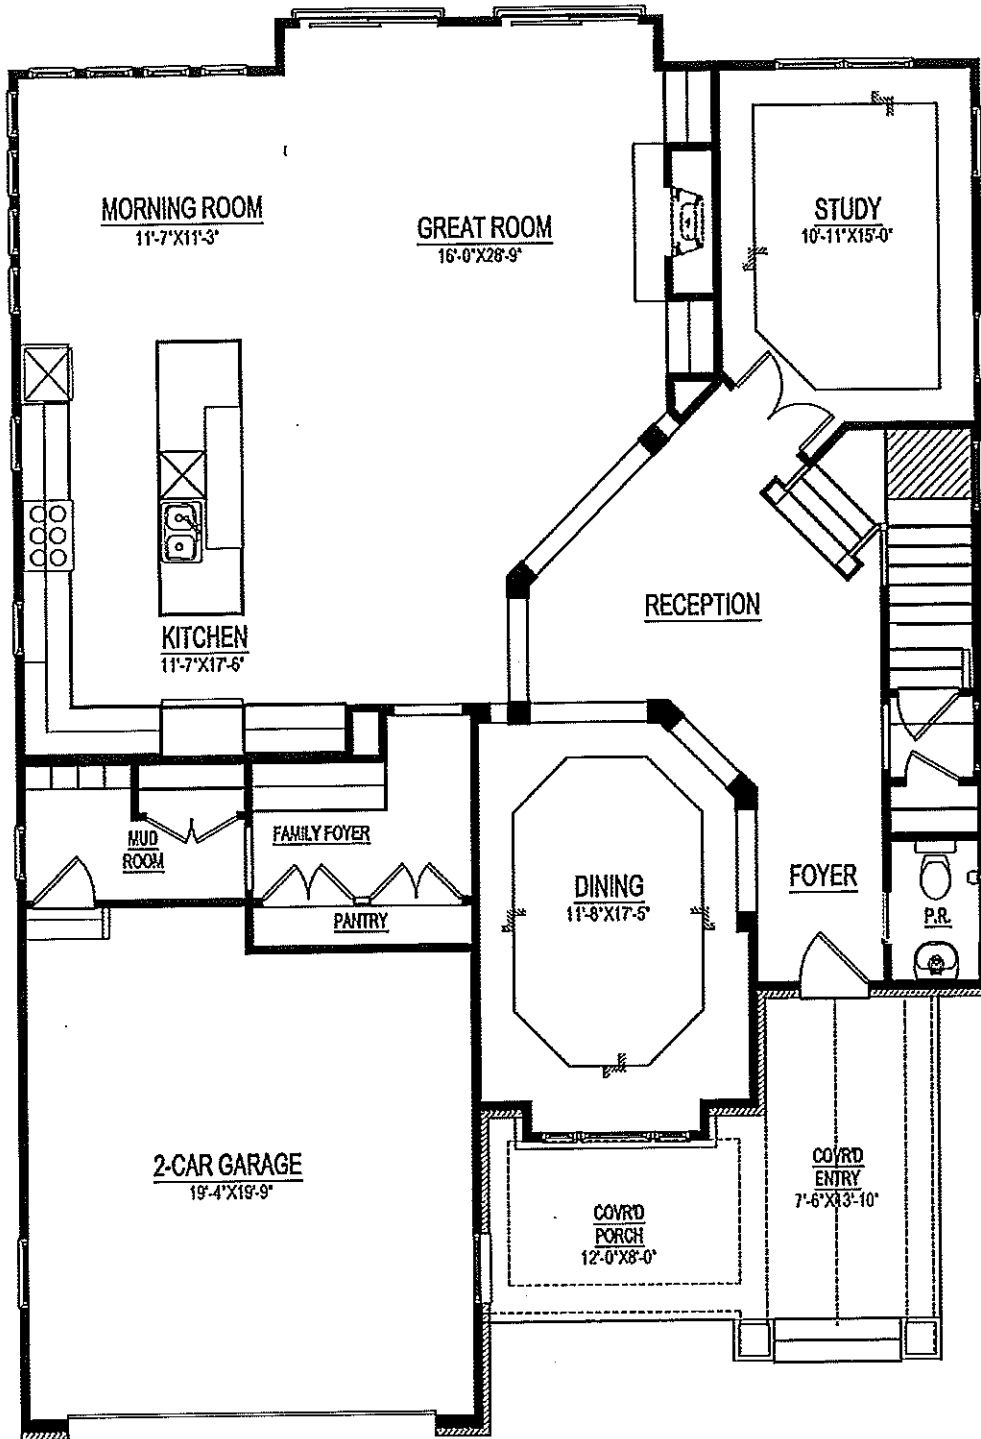 MORNING ROOM
11'-7"X11'-3"
GREAT ROOM
16'-0"X28'-9"
STUDY
10'-11"X15'-0"
RECEPTION
KITCHEN
11'-7"X17'-6"
MUD
ROOM
FAMILY FOYER
PANTRY
DINING
11'-8"X17'-5"
FOYER
P.R.
2-CAR GARAGE
19'-4"X19'-9"
COVR'D
PORCH
12'-0"X8'-0"
COVR'D
ENTRY
7'-6"X13'-10"